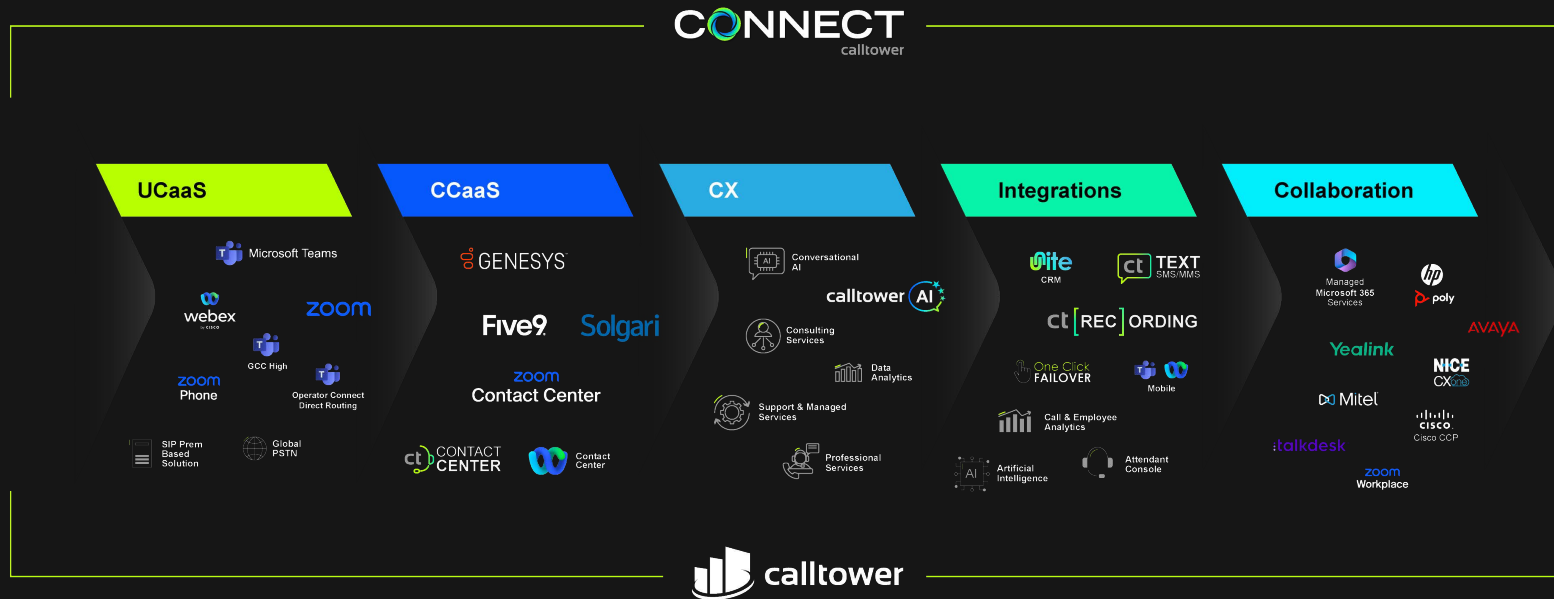 CONNECT
calltower
UCaaS
CCaaS
CX
Integrations
Collaboration
Microsoft Teams
webex
by CISCO
zoom
GCC High
zoom
Phone
Operator Connect
Direct Routing
SIP Prem
Based
Solution
Global
PSTN
GENESYS
Five9
Solgari
zoom
Contact Center
ct CONTACT
CENTER
Contact
Center
AI
Conversational
AI
calltower AI
Consulting
Services
Data
Analytics
Support & Managed
Services
Professional
Services
Unite
CRM
ct TEXT
SMS/MMS
ct[REC]ORDING
One Click
FAILOVER
Mobile
Call & Employee
Analytics
AI
Artificial
Intelligence
Attendant
Console
Managed
Microsoft 365
Services
hp
poly
AVAYA
Yealink
NICE
CXone
Mitel
CISCO
Cisco CCP
:talkdesk
zoom
Workplace
calltower